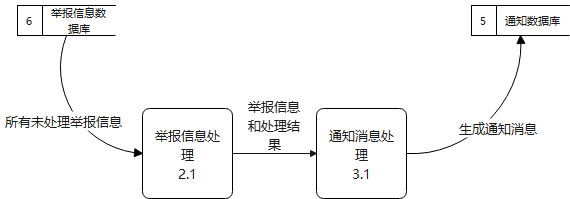 6
举报信息数
据库
5
通知数据库
所有未处理举报信息
举报信息处
理
2.1
举报信息
和处理结
果
通知消息处
理
3.1
生成通知消息